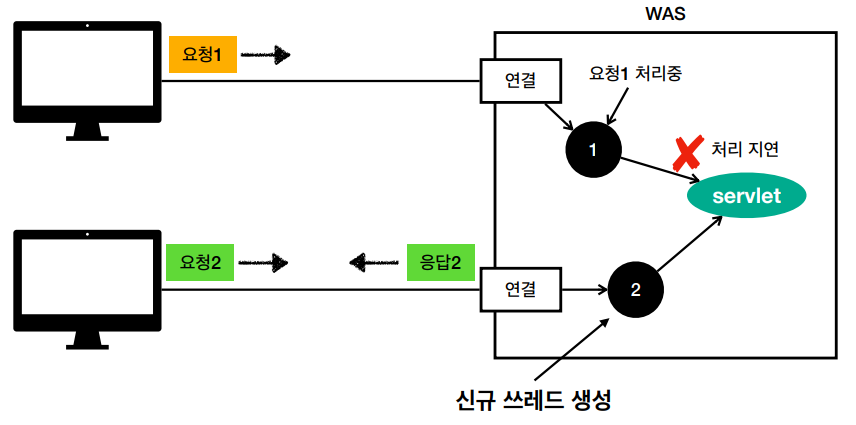 WAS
요청1
연결
요청1 처리중
1
처리 지연
servlet
요청2
응답2
연결
2
신규 쓰레드 생성